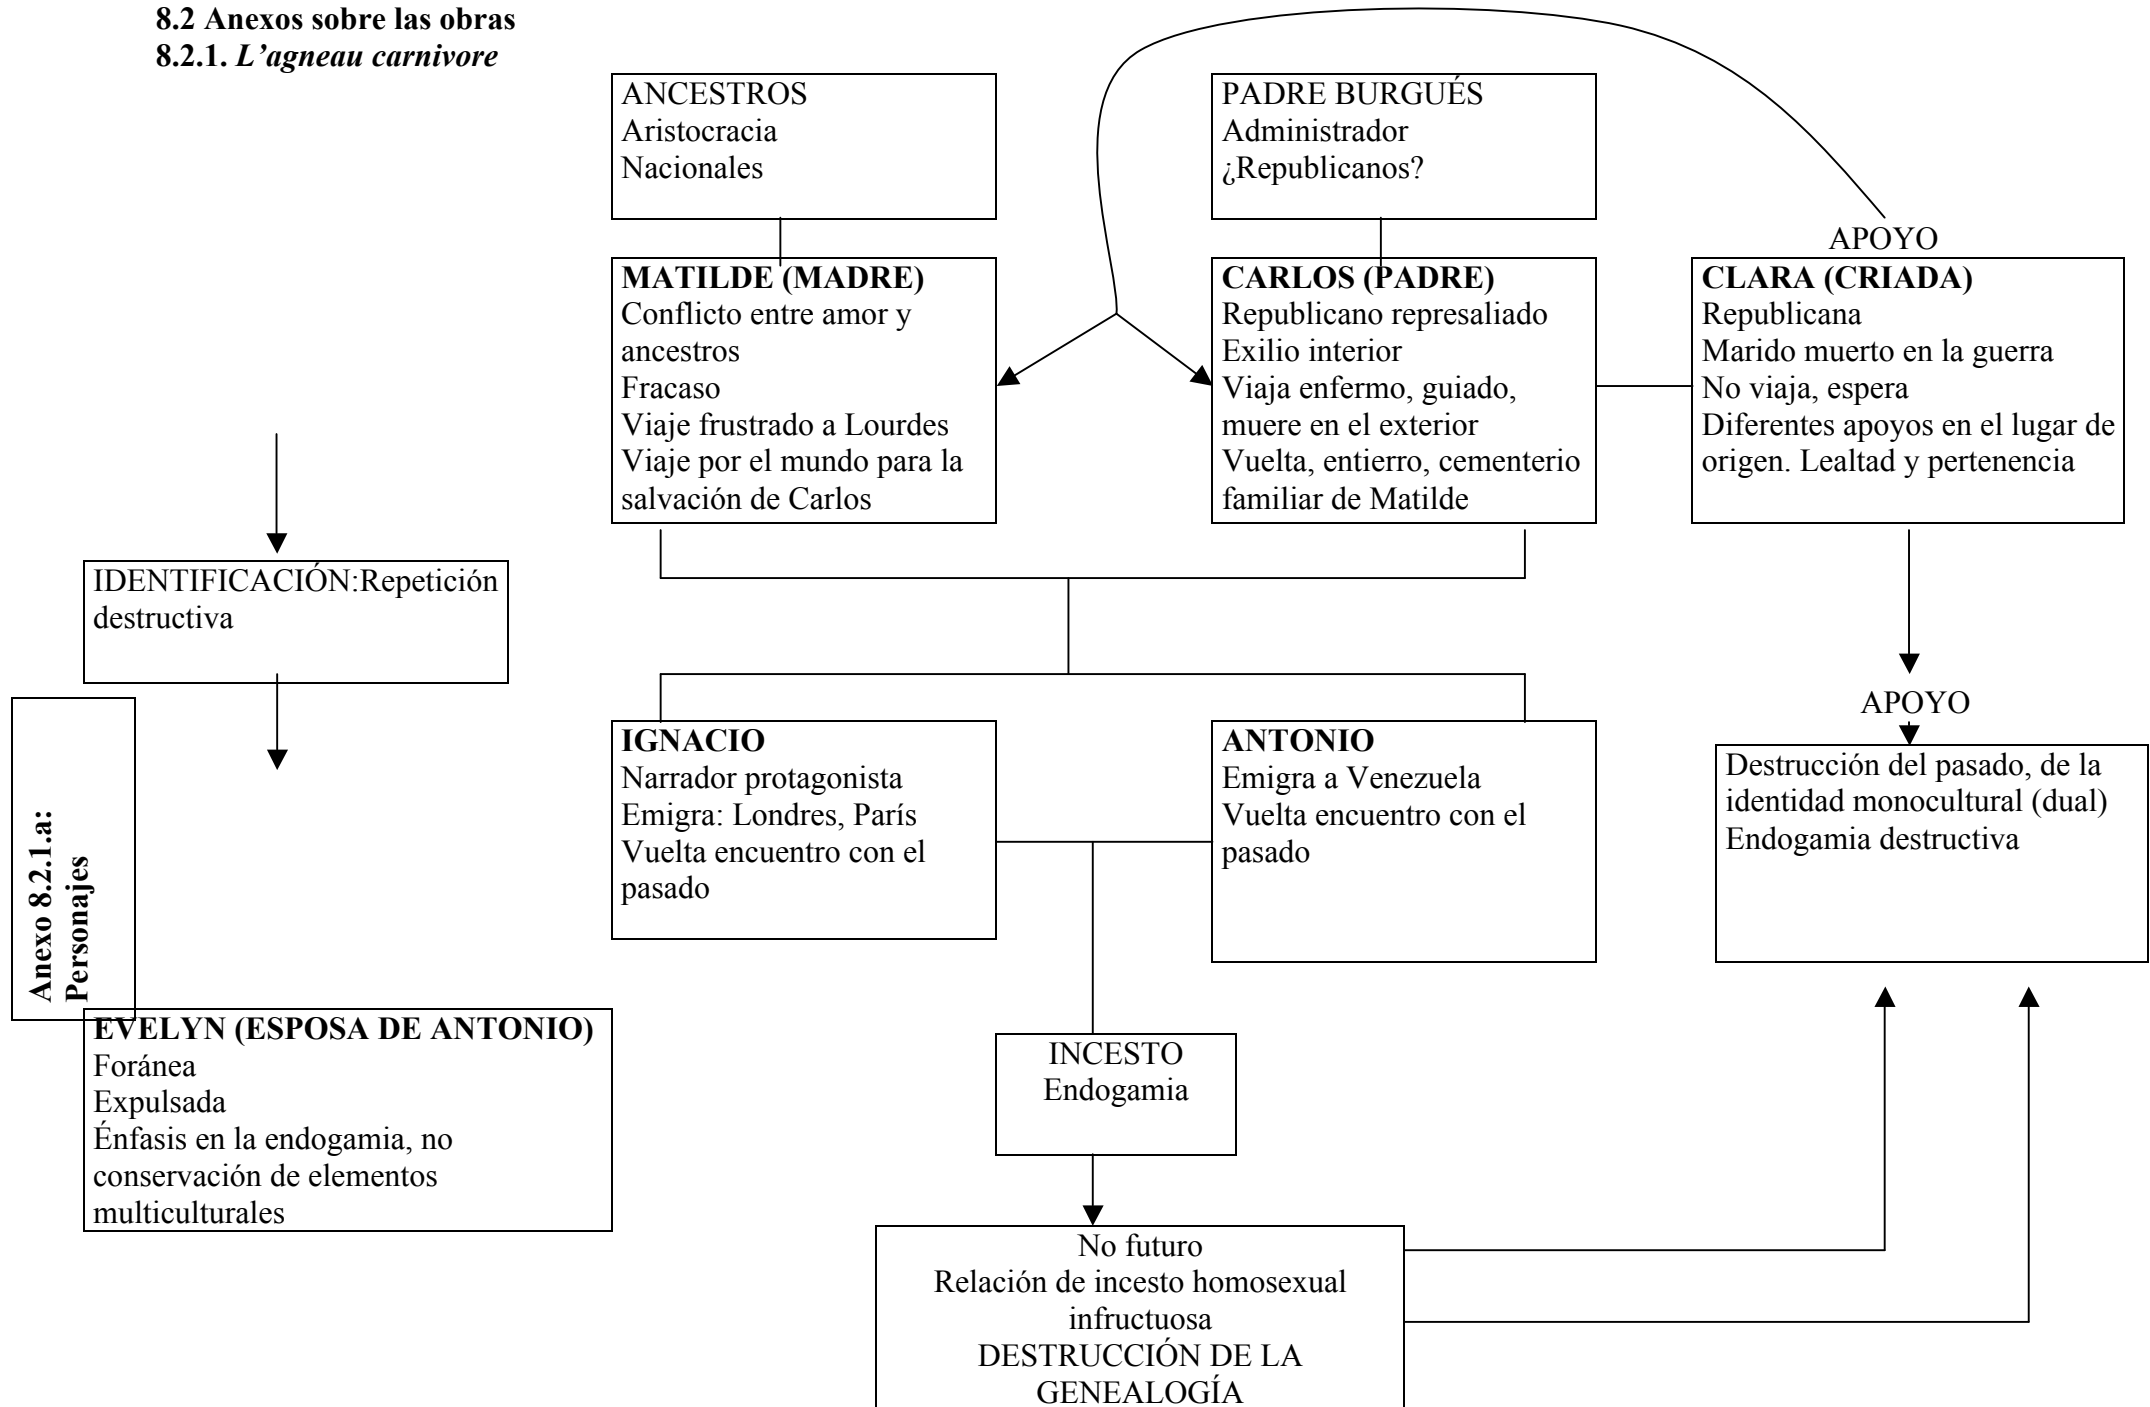 8.2 Anexos sobre las obras
8.2.1. L’agneau carnivore
ANCESTROS
Aristocracia
Nacionales
PADRE BURGUÉS
Administrador
¿Republicanos?
APOYO
MATILDE (MADRE)
Conflicto entre amor y
ancestros
Fracaso
Viaje frustrado a Lourdes
Viaje por el mundo para la
salvación de Carlos
CARLOS (PADRE)
Republicano represaliado
Exilio interior
Viaja enfermo, guiado,
muere en el exterior
Vuelta, entierro, cementerio
familiar de Matilde
CLARA (CRIADA)
Republicana
Marido muerto en la guerra
No viaja, espera
Diferentes apoyos en el lugar de
origen. Lealtad y pertenencia
IDENTIFICACIÓN:Repetición
destructiva
APOYO
Anexo 8.2.1.a:
Personajes
IGNACIO
Narrador protagonista
Emigra: Londres, París
Vuelta encuentro con el
pasado
ANTONIO
Emigra a Venezuela
Vuelta encuentro con el
pasado
Destrucción del pasado, de la
identidad monocultural (dual)
Endogamia destructiva
EVELYN (ESPOSA DE ANTONIO)
Foránea
Expulsada
Énfasis en la endogamia, no
conservación de elementos
multiculturales
INCESTO
Endogamia
No futuro
Relación de incesto homosexual
infructuosa
DESTRUCCIÓN DE LA
GENEALOGÍA